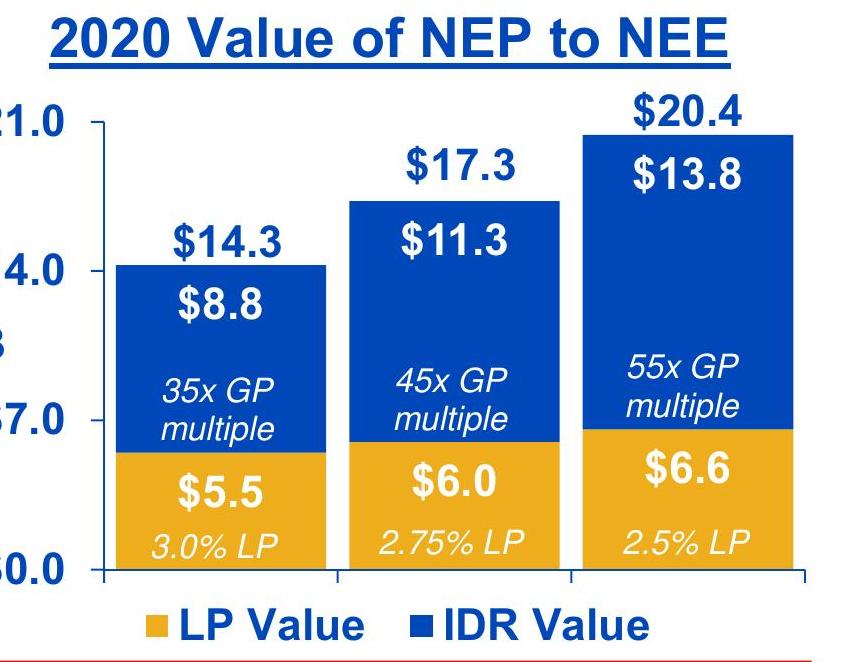 2020 Value of NEP to NEE
$20.4
21.0
$13.8
$17.3
$11.3
$14.3
4.0
$8.8
55x GP
multiple
45x GP
multiple
35x GP
multiple
7.0
$6.6
$6.0
$5.5
2.5% LP
2.75% LP
3.0% LP
0.0
LP Value
IDR Value